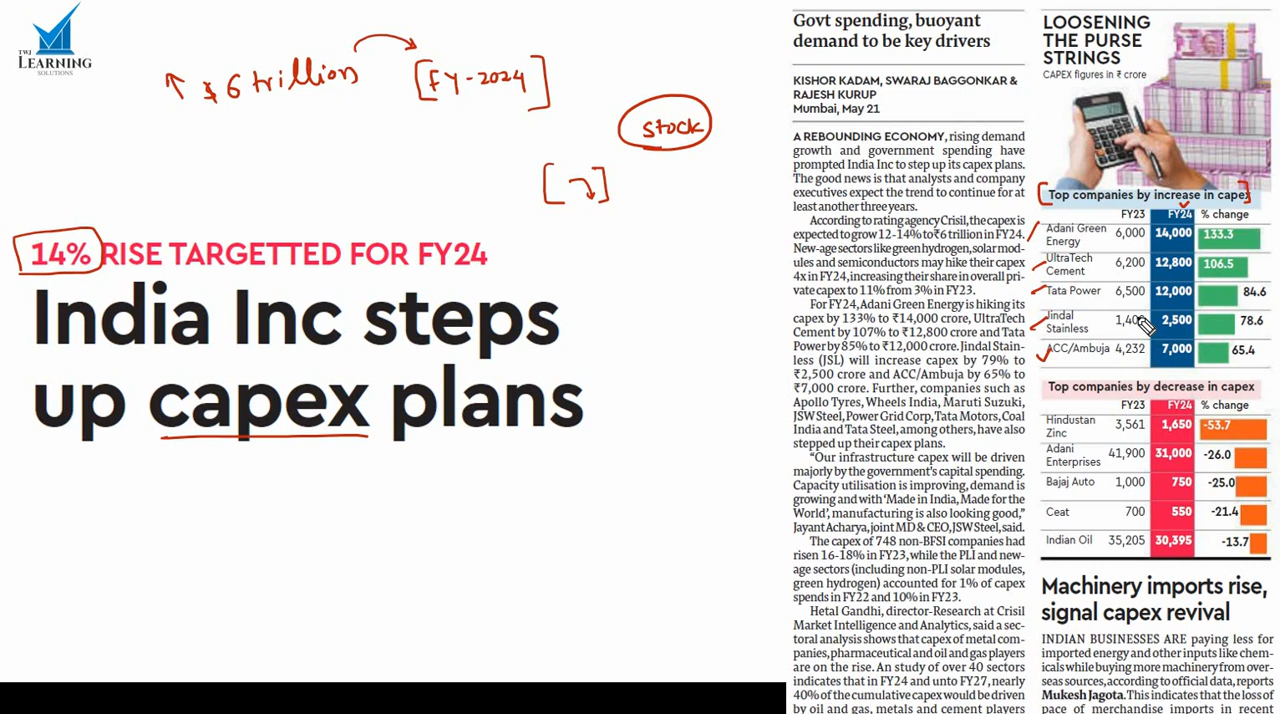 TWJ
LEARNING
SOLUTIONS
↑ $ 6 trillion [FY-2024]
stock
14% RISE TARGETTED FOR FY24
India Inc steps
up capex plans
Govt spending, buoyant
demand to be key drivers
KISHOR KADAM, SWARAJ BAGGONKAR &
RAJESH KURUP
Mumbai, May 21
A REBOUNDING ECONOMY, rising demand
growth and government spending have
prompted India Inc to step up its capex plans.
The good news is that analysts and company
executives expect the trend to continue for at
least another three years.
According to rating agency Crisil, the capex is
expected to grow 12-14% to ₹6 trillion in FY24.
New-age sectors like green hydrogen, solar mod-
ules and semiconductors may hike their capex
4x in FY24, increasing their share in overall pri-
vate capex to 11% from 3% in FY23.
For FY24, Adani Green Energy is hiking its
capex by 133% to ₹14,000 crore, UltraTech
Cement by 107% to ₹12,800 crore and Tata
Power by 85% to ₹12,000 crore. Jindal Stain-
less (JSL) will increase capex by 79% to
₹2,500 crore and ACC/Ambuja by 65% to
₹7,000 crore. Further, companies such as
Apollo Tyres, Wheels India, Maruti Suzuki,
JSW Steel, Power Grid Corp, Tata Motors, Coal
India and Tata Steel, among others, have also
stepped up their capex plans.
"Our infrastructure capex will be driven
majorly by the government's capital spending.
Capacity utilisation is improving, demand is
growing and with 'Made in India, Made for the
World', manufacturing is also looking good,"
Jayant Acharya, joint MD & CEO, JSW Steel, said.
The capex of 748 non-BFSI companies had
risen 16-18% in FY23, while the PLI and new-
age sectors (including non-PLI solar modules,
green hydrogen) accounted for 1% of capex
spends in FY22 and 10% in FY23.
Hetal Gandhi, director-Research at Crisil
Market Intelligence and Analytics, said a sec-
toral analysis shows that capex of metal com-
panies, pharmaceutical and oil and gas players
are on the rise. An study of over 40 sectors
indicates that in FY24 and unto FY27, nearly
40% of the cumulative capex would be driven
by oil and gas, metals and cement players
LOOSENING
THE PURSE
STRINGS
CAPEX figures in ₹ crore
Top companies by increase in capex
FY23 FY24 % change
Adani Green
Energy 6,000 14,000 133.3
UltraTech
Cement 6,200 12,800 106.5
Tata Power 6,500 12,000 84.6
Jindal
Stainless 2,500 78.6
ACC/Ambuja 4,232 7,000 65.4
Top companies by decrease in capex
FY23 FY24 % change
Hindustan
Zinc 3,561 1,650 -53.7
Adani
Enterprises 41,900 31,000 -26.0
Bajaj Auto 1,000 750 -25.0
Ceat 700 550 -21.4
Indian Oil 35,205 30,395 -13.7
Machinery imports rise,
signal capex revival
INDIAN BUSINESSES ARE paying less for
imported energy and other inputs like chem-
icals while buying more machinery from over-
seas sources, according to official data, reports
Mukesh Jagota. This indicates that the loss of
pace of merchandise imports in recent